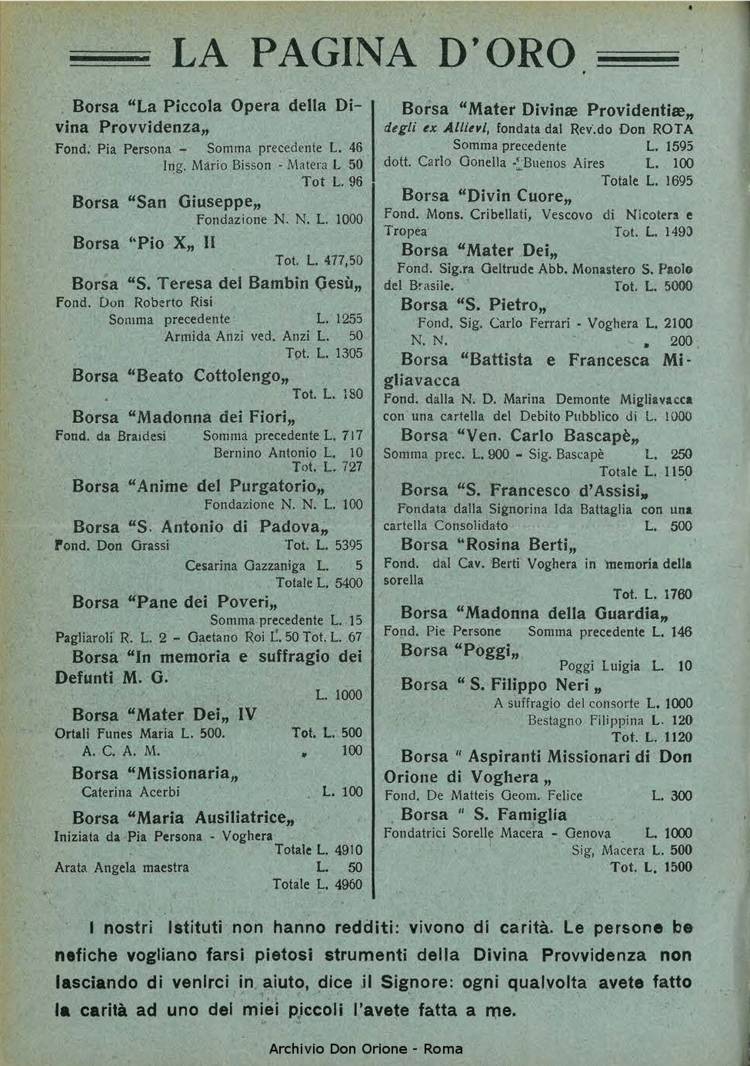 LA PAGINA D'ORO
Borsa “La Piccola Opera della Di-
vina Provvidenza„
Fond. Pia Persona - Somma precedente L. 46
Ing. Mario Bisson - Matera L 50
Tot L. 96
Borsa “San Giuseppe„
Fondazione N. N. L. 1000
Borsa “Pio X„ II
Tot. L. 477,50
Borsa “S. Teresa del Bambin Gesù„
Fond. Don Roberto Risi
Somma precedente L. 1255
Armida Anzi ved. Anzi L. 50
Tot. L. 1305
Borsa “Beato Cottolengo„
Tot. L. 180
Borsa “Madonna dei Fiori„
Fond. da Braidesi Somma precedente L. 717
Bernino Antonio L. 10
Tot. L. 727
Borsa “Anime del Purgatorio„
Fondazione N. N. L. 100
Borsa “S. Antonio di Padova„
Fond. Don Grassi Tot. L. 5395
Cesarina Gazzaniga L. 5
Totale L. 5400
Borsa “Pane dei Poveri„
Somma precedente L. 15
Pagliaroli R. L. 2 - Gaetano Roi L. 50 Tot. L. 67
Borsa “In memoria e suffragio dei
Defunti M. G.
L. 1000
Borsa “Mater Dei„ IV
Ortali Funes Maria L. 500. Tot. L. 500
A. C. A. M. „ 100
Borsa “Missionaria„
Caterina Acerbi L. 100
Borsa “Maria Ausiliatrice„
Iniziata da Pia Persona - Voghera
Totale L. 4910
Arata Angela maestra L. 50
Totale L. 4960
Borsa “Mater Divinæ Providentiæ„
degli ex Allievi, fondata dal Rev.do Don ROTA
Somma precedente L. 1595
dott. Carlo Gonella - Buenos Aires L. 100
Totale L. 1695
Borsa “Divin Cuore„
Fond. Mons. Cribellati, Vescovo di Nicotera e
Tropea Tot. L. 1490
Borsa “Mater Dei„
Fond. Sig.ra Geltrude Abb. Monastero S. Paolo
del Brasile. Tot. L. 5000
Borsa “S. Pietro„
Fond. Sig. Carlo Ferrari - Voghera L. 2100
N. N. „ 200
Borsa “Battista e Francesca Mi-
gliavacca
Fond. dalla N. D. Marina Demonte Migliavacca
con una cartella del Debito Pubblico di L. 1000
Borsa “Ven. Carlo Bascapè„
Somma prec. L. 900 - Sig. Bascapè L. 250
Totale L. 1150
Borsa “S. Francesco d'Assisi„
Fondata dalla Signorina Ida Battaglia con una
cartella Consolidato L. 500
Borsa “Rosina Berti„
Fond. dal Cav. Berti Voghera in memoria della
sorella
Tot. L. 1760
Borsa “Madonna della Guardia„
Fond. Pie Persone Somma precedente L. 146
Borsa “Poggi„
Poggi Luigia L. 10
Borsa “ S. Filippo Neri „
A suffragio del consorte L. 1000
Bestagno Filippina L. 120
Tot. L. 1120
Borsa “ Aspiranti Missionari di Don
Orione di Voghera „
Fond. De Matteis Geom. Felice L. 300
Borsa “ S. Famiglia
Fondatrici Sorelle Macera - Genova L. 1000
Sig, Macera L. 500
Tot. L. 1500
I nostri Istituti non hanno redditi: vivono di carità. Le persone be
nefiche vogliano farsi pietosi strumenti della Divina Provvidenza non
lasciando di venirci in aiuto, dice il Signore: ogni qualvolta avete fatto
la carità ad uno dei miei piccoli l'avete fatta a me.
Archivio Don Orione - Roma